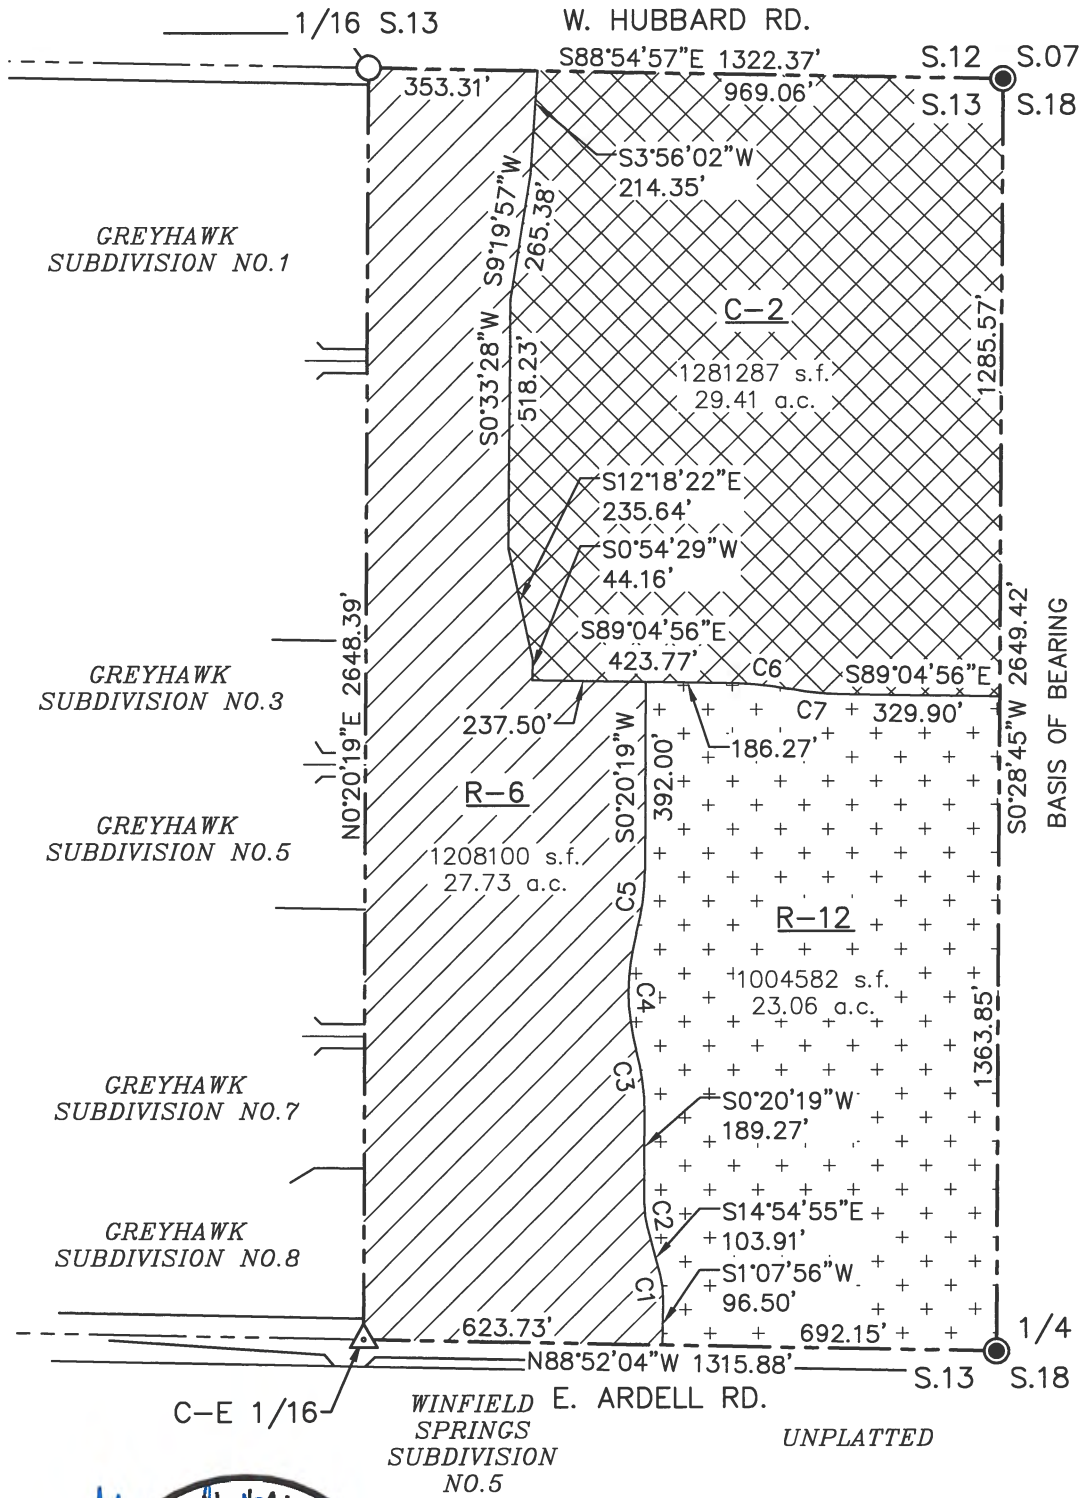 1/16 S.13
W. HUBBARD RD.
S88°54'57"E 1322.37'
S.12
S.07
353.31'
969.06'
S.13
S.18
S3°56'02"W
214.35'
S9°19'57"W
265.38'
GREYHAWK
SUBDIVISION NO.1
C-2
1281287 s.f.
29.41 a.c.
1285.57'
S0°33'28"W
518.23'
S12°18'22"E
235.64'
S0°54'29"W
44.16'
S89°04'56"E
423.77'
C6
S89°04'56"E
N0°20'19"E 2648.39'
S0°28'45"W 2649.42'
BASIS OF BEARING
GREYHAWK
SUBDIVISION NO.3
237.50'
C7
329.90'
186.27'
S0°20'19"W
392.00'
R-6
1208100 s.f.
27.73 a.c.
GREYHAWK
SUBDIVISION NO.5
C5
R-12
1004582 s.f.
23.06 a.c.
C4
1363.85'
C3
GREYHAWK
SUBDIVISION NO.7
S0°20'19"W
189.27'
C2
S14°54'55"E
103.91'
GREYHAWK
SUBDIVISION NO.8
C1
S1°07'56"W
96.50'
623.73'
692.15'
1/4
N88°52'04"W 1315.88'
S.13
S.18
C-E 1/16
E. ARDELL RD.
WINFIELD
SPRINGS
SUBDIVISION
NO.5
UNPLATTED